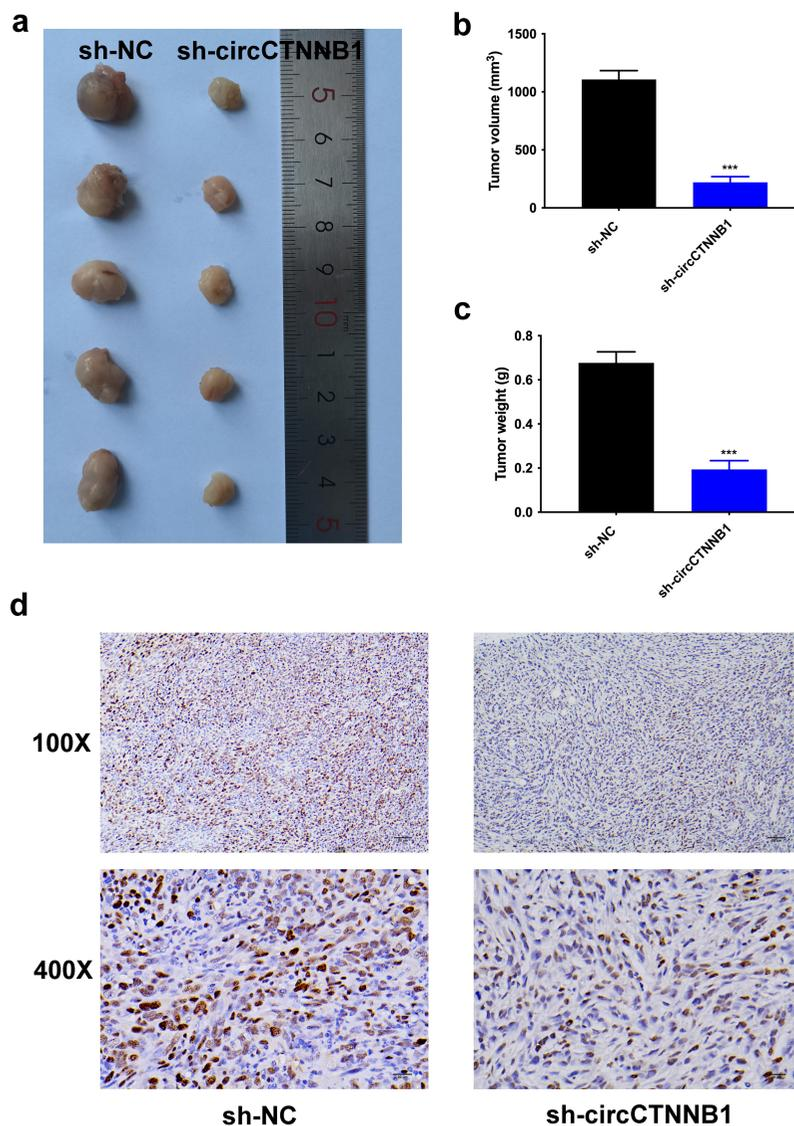 a
sh-NC sh-circCTNNB1
5
6
7
8
9
10
mm
1
2
3
4
5
b
Tumor volume (mm³)
1500
1000
500
0
***
sh-NC
sh-circCTNNB1
c
Tumor weight (g)
0.8
0.6
0.4
0.2
0.0
***
sh-NC
sh-circCTNNB1
d
100X
400X
sh-NC
sh-circCTNNB1